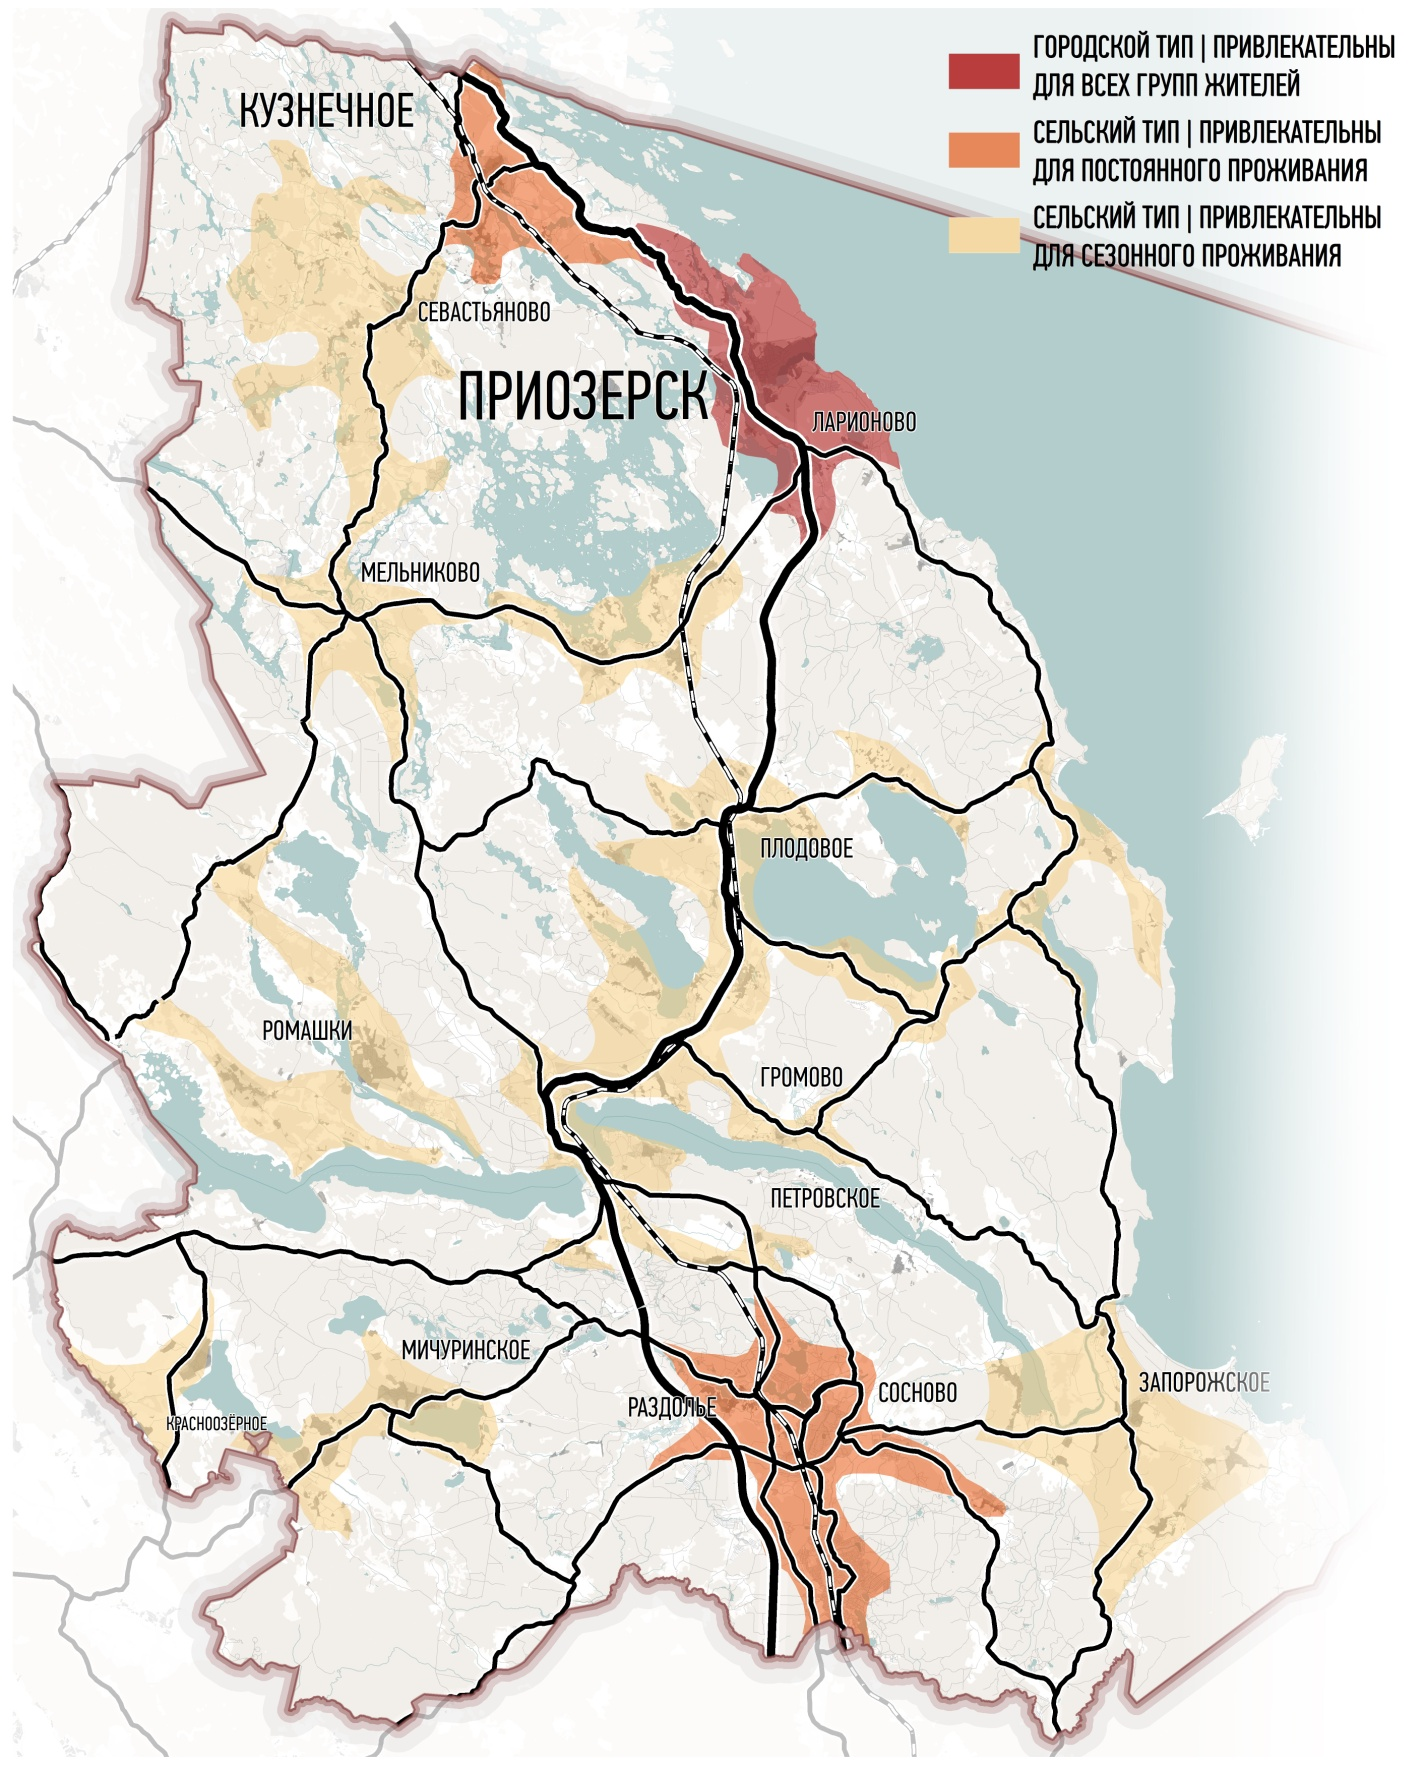 ГОРОДСКОЙ ТИП | ПРИВЛЕКАТЕЛЬНЫ
ДЛЯ ВСЕХ ГРУПП ЖИТЕЛЕЙ
СЕЛЬСКИЙ ТИП | ПРИВЛЕКАТЕЛЬНЫ
ДЛЯ ПОСТОЯННОГО ПРОЖИВАНИЯ
СЕЛЬСКИЙ ТИП | ПРИВЛЕКАТЕЛЬНЫ
ДЛЯ СЕЗОННОГО ПРОЖИВАНИЯ
КУЗНЕЧНОЕ
СЕВАСТЬЯНОВО
ПРИОЗЕРСК
ЛАРИОНОВО
МЕЛЬНИКОВО
ПЛОДОВОЕ
РОМАШКИ
ГРОМОВО
ПЕТРОВСКОЕ
МИЧУРИНСКОЕ
ЗАПОРОЖСКОЕ
СОСНОВО
РАЗДОЛЬЕ
КРАСНООЗЁРНОЕ